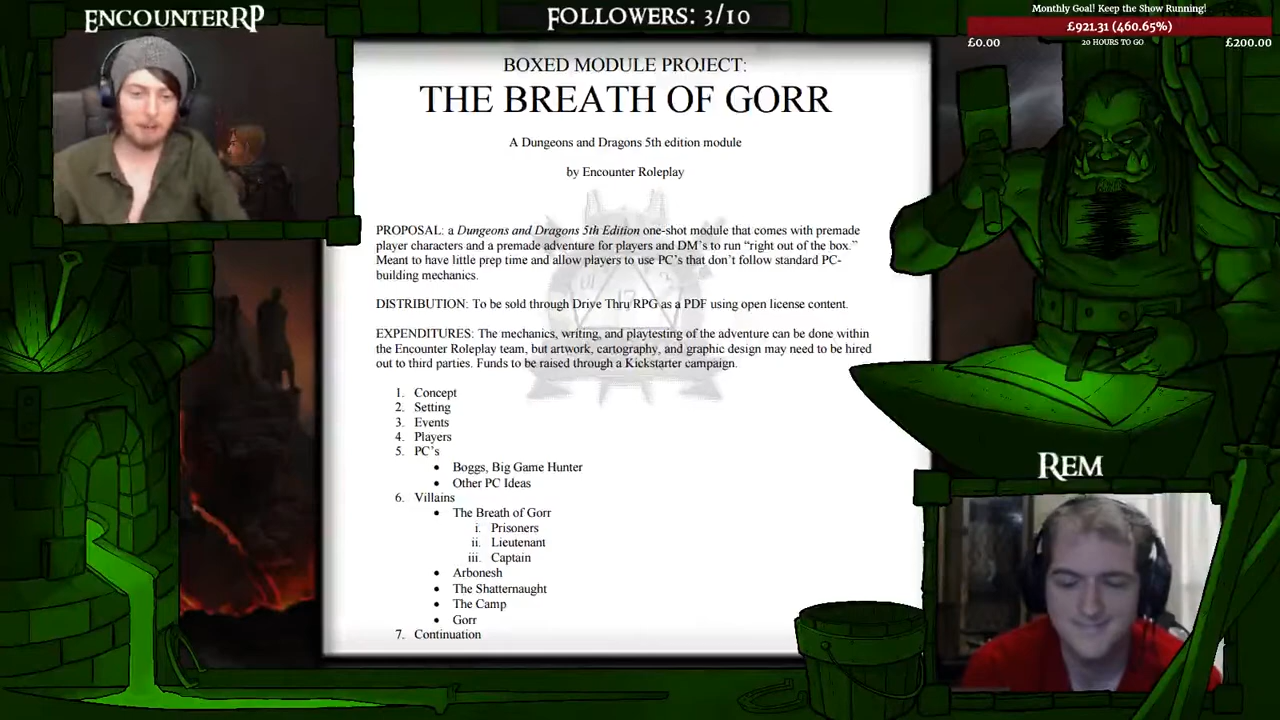 ENCOUNTERRP
FOLLOWERS: 3/10
Monthly Goal! Keep the Show Running!
£921.31 (460.65%)
£0.00
20 HOURS TO GO
£200.00
BOXED MODULE PROJECT:
THE BREATH OF GORR
A Dungeons and Dragons 5th edition module
by Encounter Roleplay
PROPOSAL: a Dungeons and Dragons 5th Edition one-shot module that comes with premade
player characters and a premade adventure for players and DM's to run “right out of the box.”
Meant to have little prep time and allow players to use PC's that don't follow standard PC-
building mechanics.
DISTRIBUTION: To be sold through Drive Thru RPG as a PDF using open license content.
EXPENDITURES: The mechanics, writing, and playtesting of the adventure can be done within
the Encounter Roleplay team, but artwork, cartography, and graphic design may need to be hired
out to third parties. Funds to be raised through a Kickstarter campaign.
1. Concept
2. Setting
3. Events
4. Players
5. PC's
• Boggs, Big Game Hunter
• Other PC Ideas
6. Villains
• The Breath of Gorr
i. Prisoners
ii. Lieutenant
iii. Captain
• Arbonesh
• The Shatternaught
• The Camp
• Gorr
7. Continuation
REM